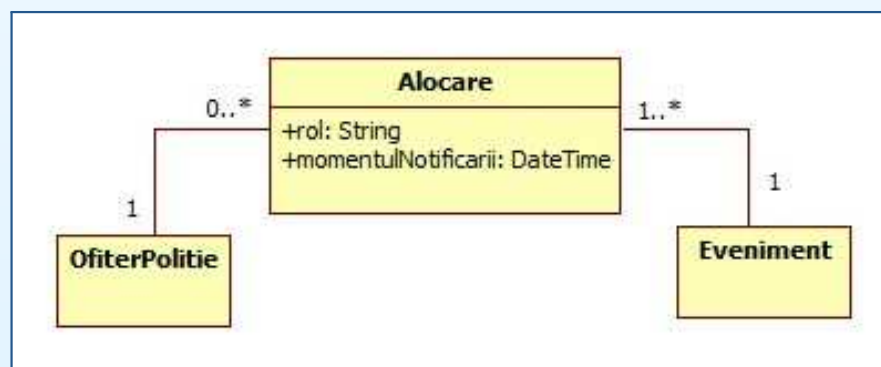 Alocare
0..*
1..*
+rol: String
+momentulNotificarii: DateTime
1
1
OfiterPolitie
Eveniment